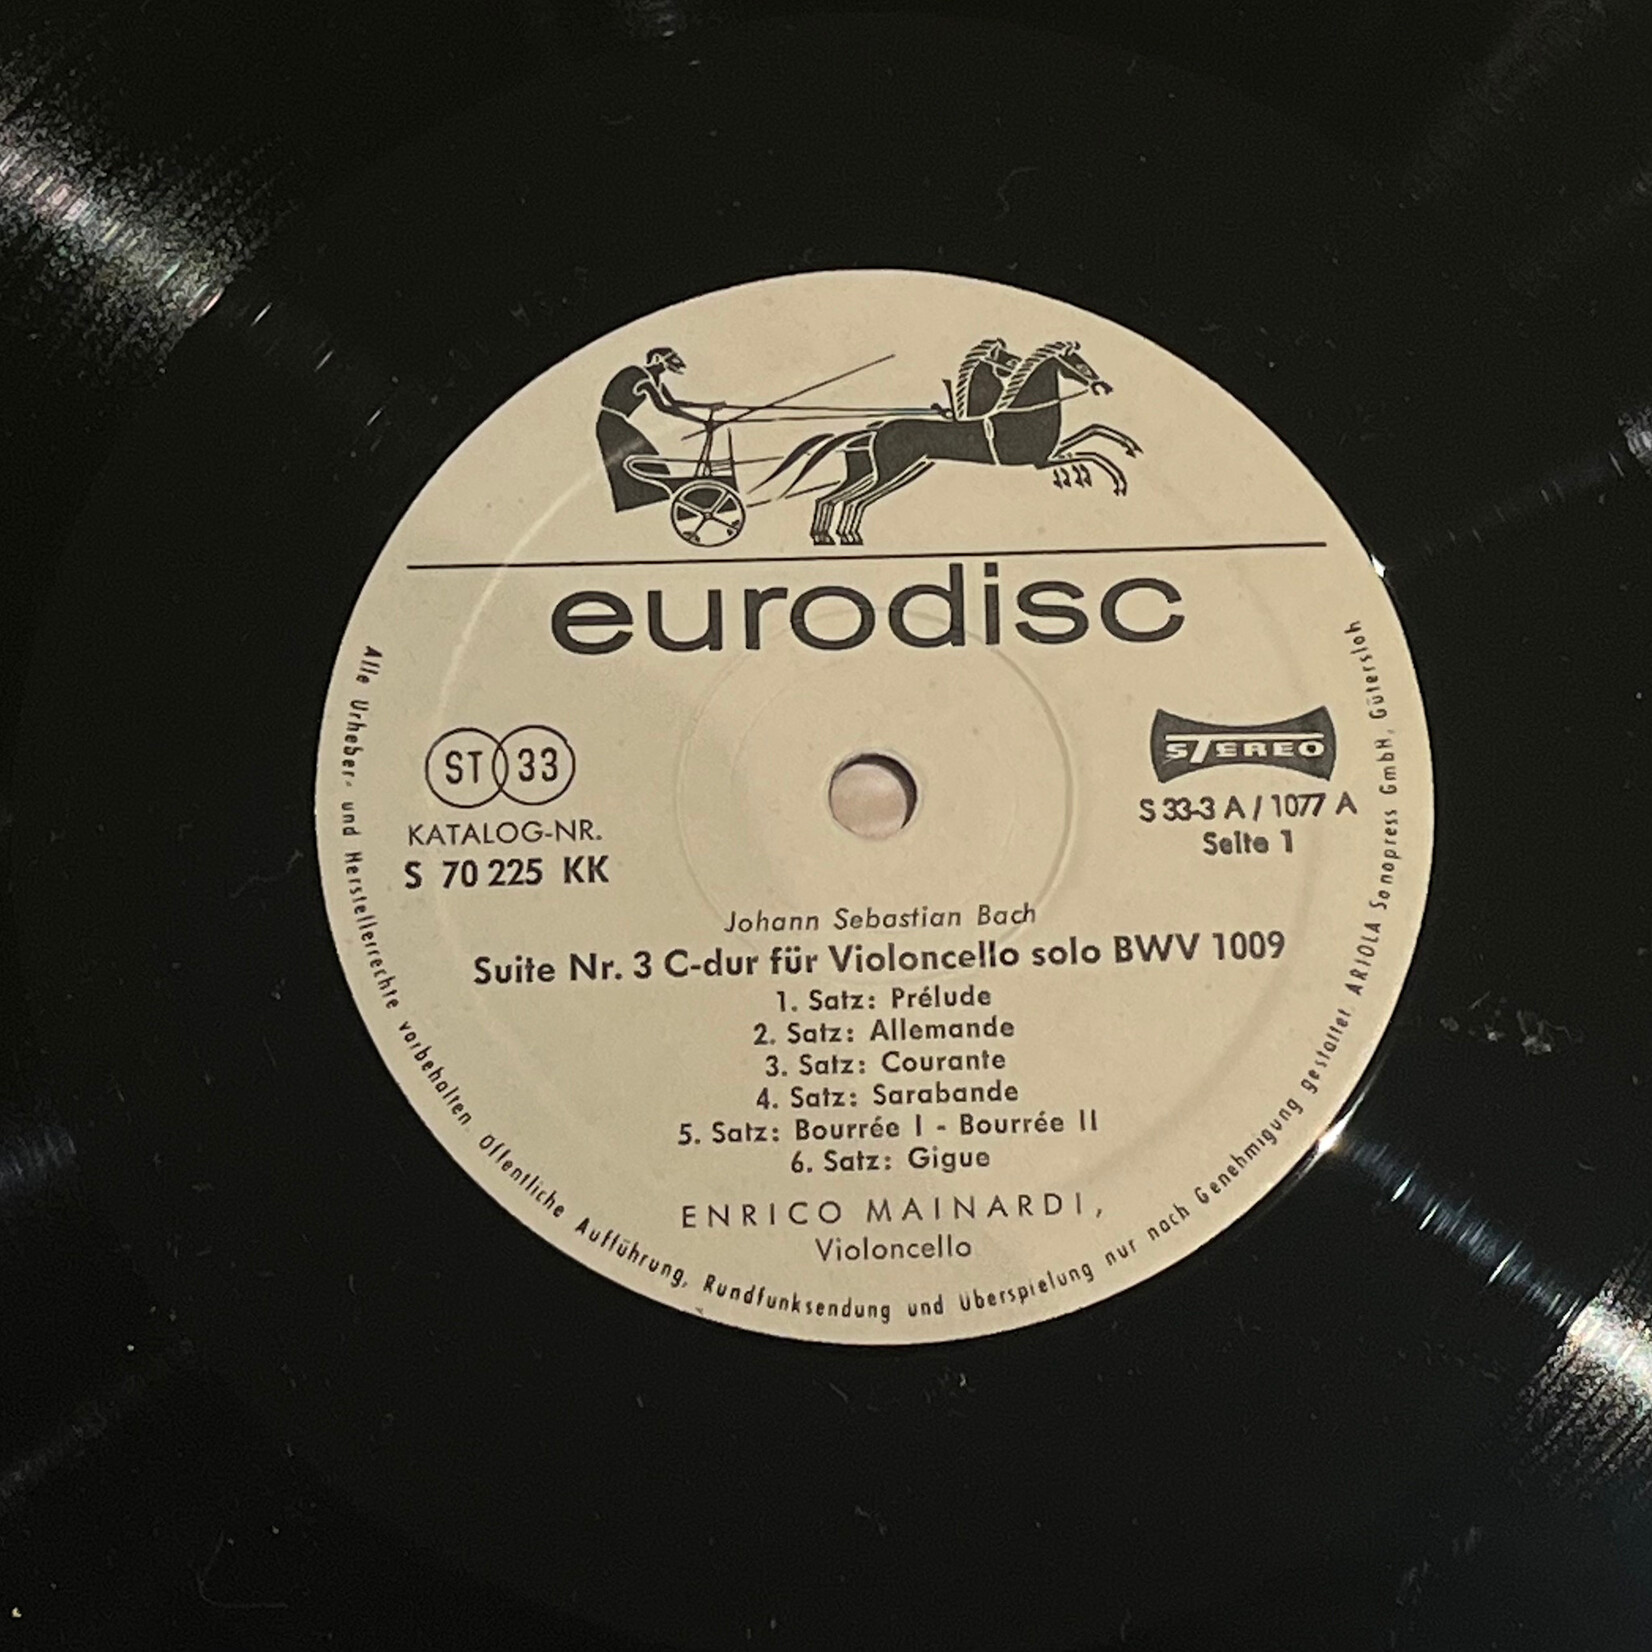 eurodisc
ST 33
KATALOG-NR.
S 70 225 KK
STEREO
S 33-3 A / 1077 A
Seite 1
Johann Sebastian Bach
Suite Nr. 3 C-dur für Violoncello solo BWV 1009
1. Satz: Prélude
2. Satz: Allemande
3. Satz: Courante
4. Satz: Sarabande
5. Satz: Bourrée I - Bourrée II
6. Satz: Gigue
ENRICO MAINARDI,
Violoncello
Alle Urheber- und Herstellerrechte vorbehalten. Öffentliche Aufführung, Rundfunksendung und Überspielung nur nach Genehmigung gestattet. ARIOLA Sonopress GmbH, Gütersloh